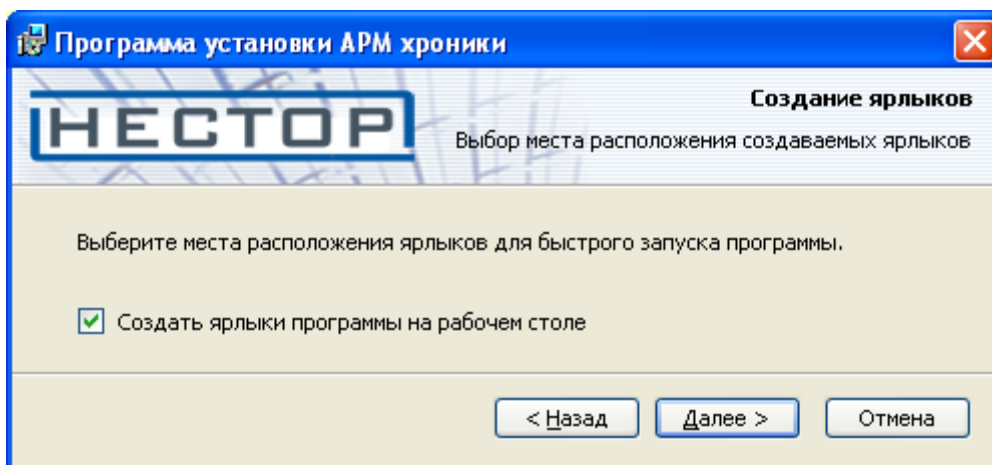 Программа установки АРМ хроники
НЕСТОР
Создание ярлыков
Выбор места расположения создаваемых ярлыков
Выберите места расположения ярлыков для быстрого запуска программы.
Создать ярлыки программы на рабочем столе
< Назад
Далее >
Отмена